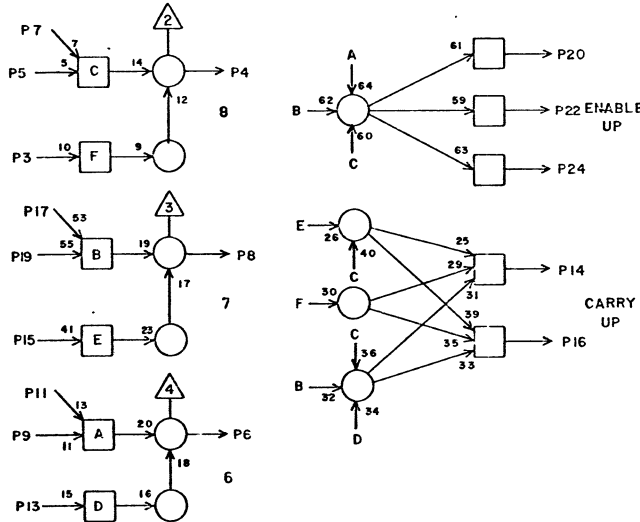 P7
7
2
P5
5
C
14
P4
12
8
P3
10
F
9
P17
53
3
P19
55
B
19
P8
17
7
P15
41
E
23
P11
13
4
P9
11
A
20
P6
18
6
P13
15
D
16
A
61
P20
64
B
62
59
P22
ENABLE
UP
60
63
C
P24
E
26
40
25
C
29
P14
31
F
30
39
CARRY
UP
C
35
P16
36
33
B
32
34
D